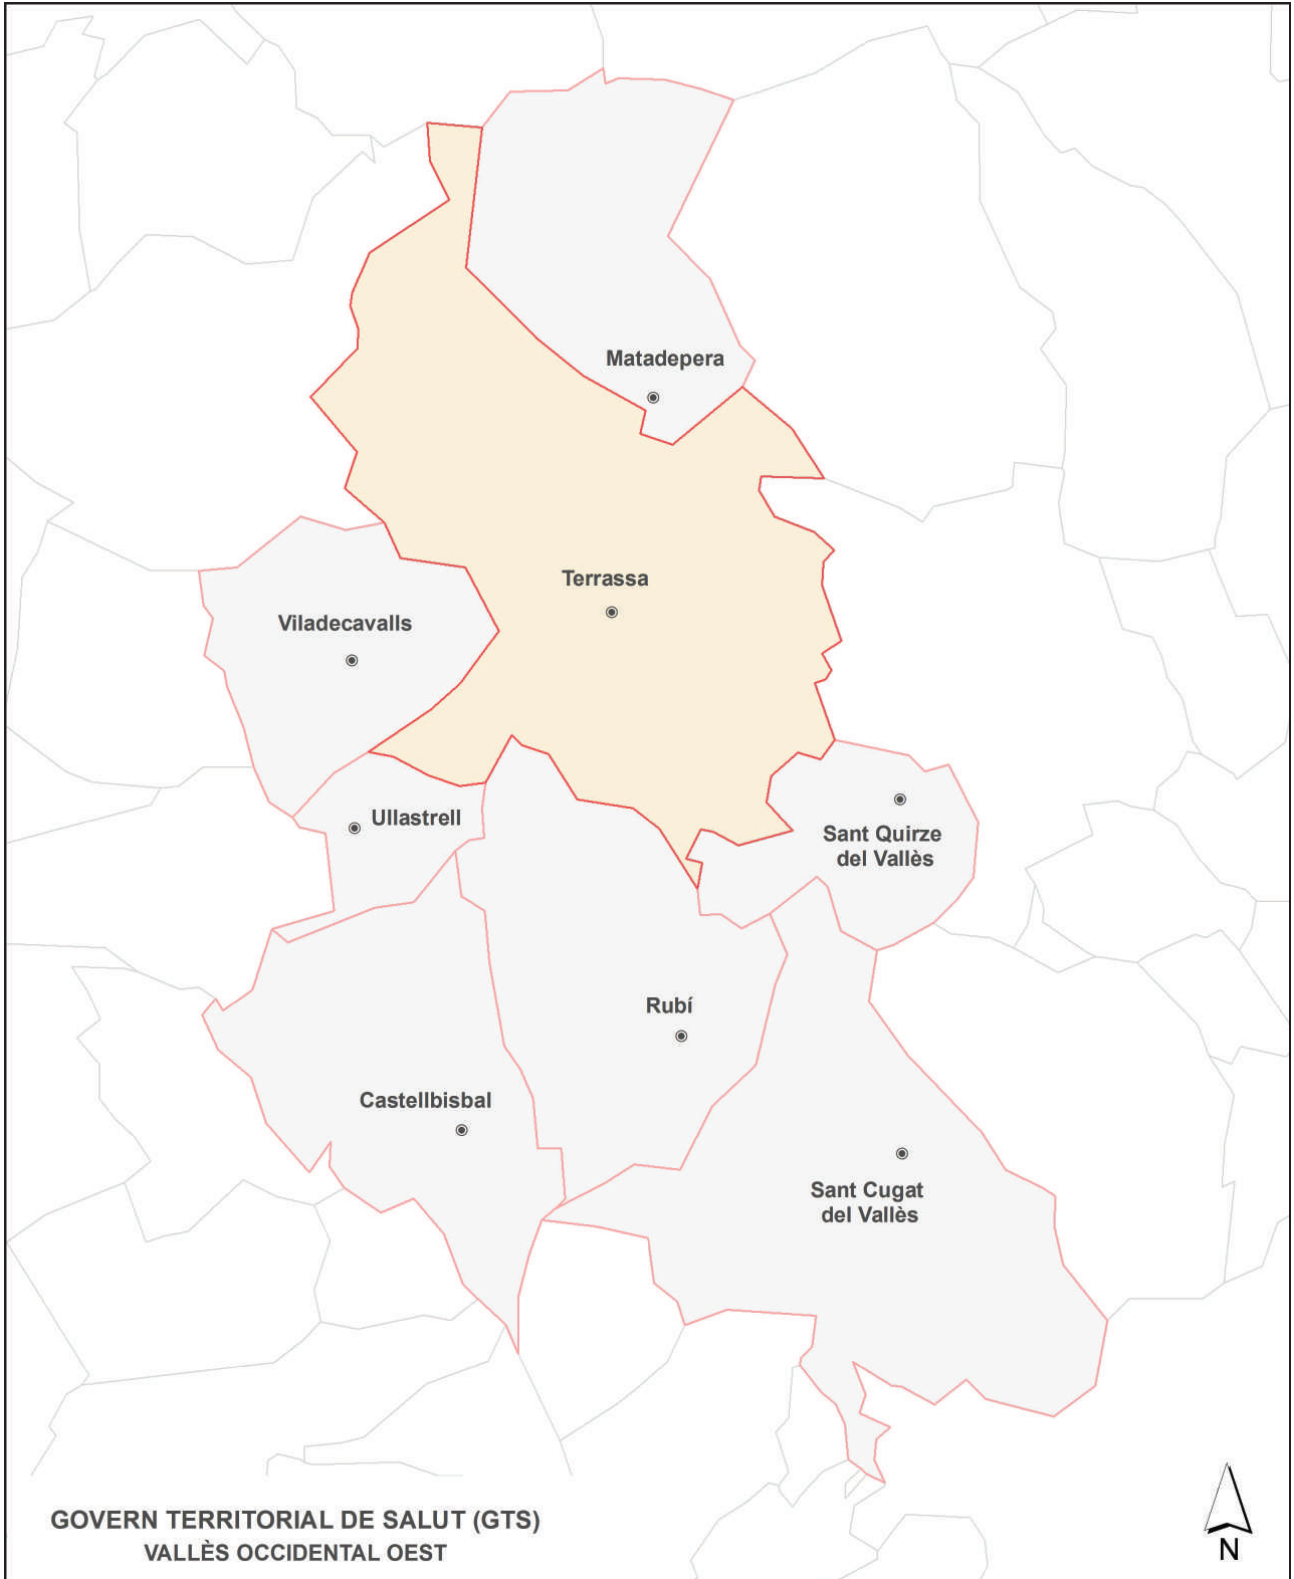 Matadepera
Terrassa
Viladecavalls
Ullastrell
Sant Quirze
del Vallès
Rubí
Castellbisbal
Sant Cugat
del Vallès
GOVERN TERRITORIAL DE SALUT (GTS)
VALLÈS OCCIDENTAL OEST
N